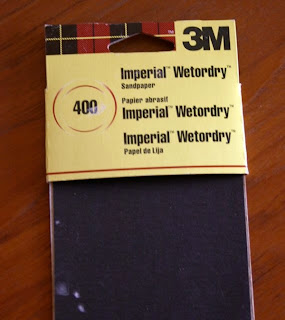 3M
Imperial™ Wetordry™
Sandpaper
400
Papier abrasif
Imperial™ Wetordry™
Imperial™ Wetordry™
Papel de Lija